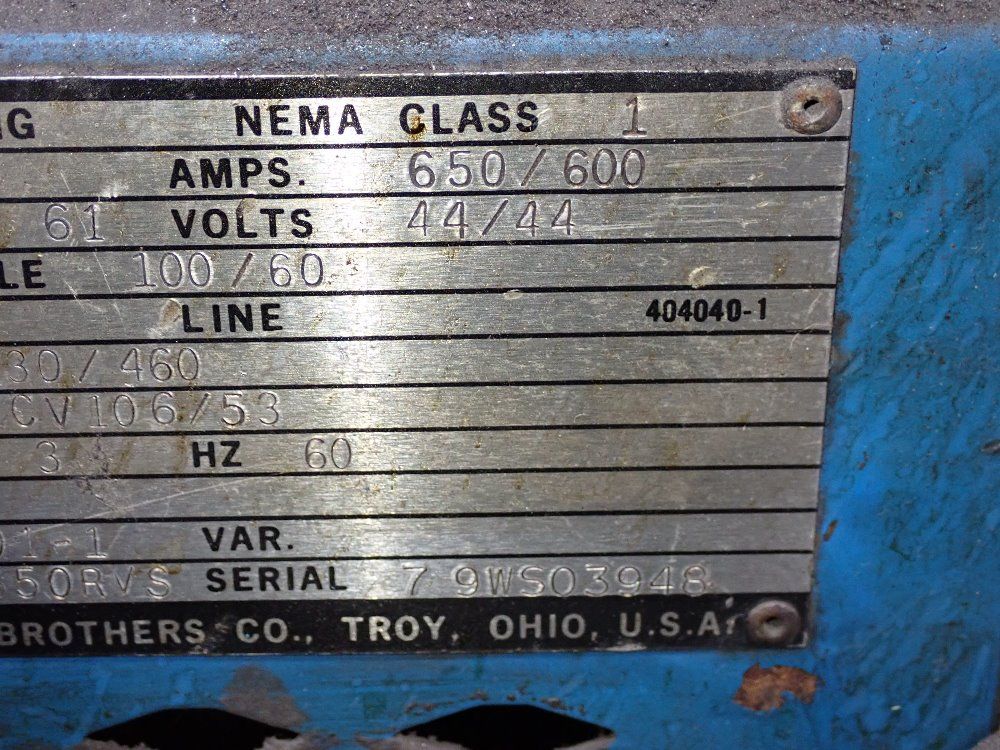 NG NEMA CLASS 1
AMPS. 650/600
61 VOLTS 44/44
LE 100/60
LINE 404040-1
30/460
CV106/53
3 HZ 60
01-1 VAR.
50RVS SERIAL 79WS03948
BROTHERS CO., TROY, OHIO, U.S.A.